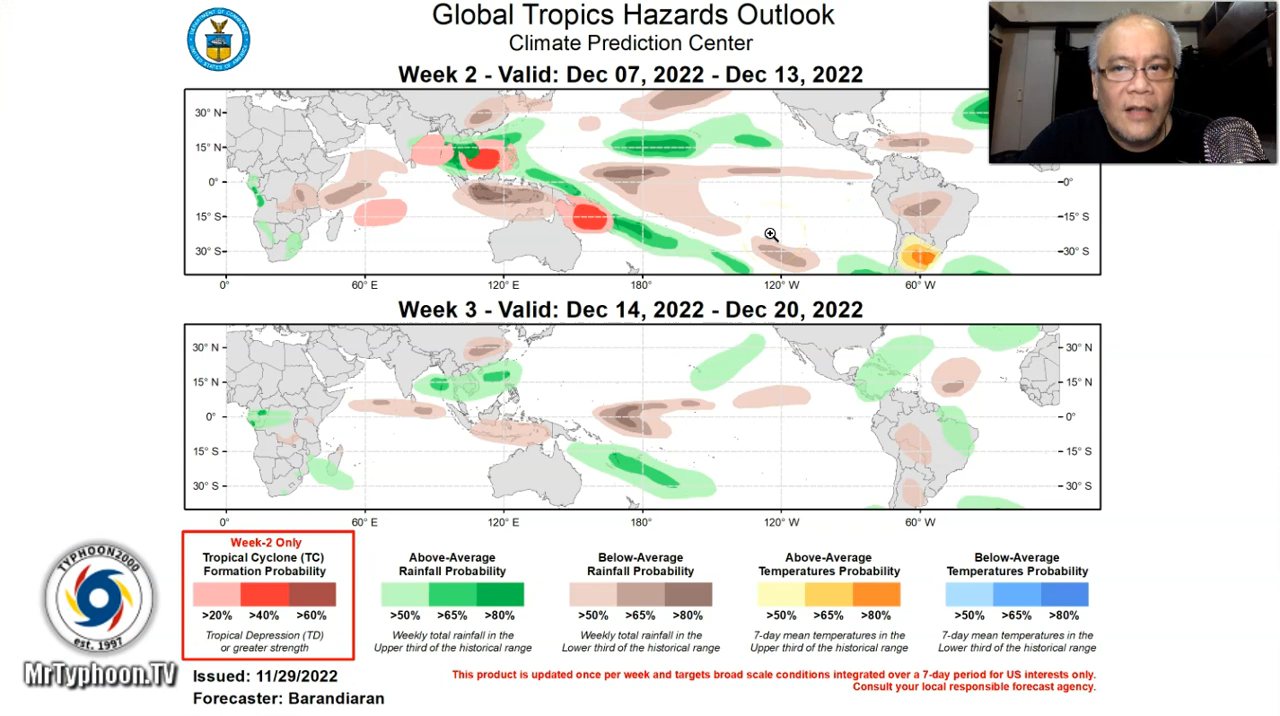 Global Tropics Hazards Outlook
Climate Prediction Center
Week 2 - Valid: Dec 07, 2022 - Dec 13, 2022
30° N
15° N
0°
15° S
30° S
0°
15° S
30° S
0° 60° E 120° E 180° 120° W 60° W
Week 3 - Valid: Dec 14, 2022 - Dec 20, 2022
30° N
15° N
0°
15° S
30° S
30° N
15° N
0°
15° S
30° S
0° 60° E 120° E 180° 120° W 60° W
Week-2 Only
Tropical Cyclone (TC)
Formation Probability
>20% >40% >60%
Tropical Depression (TD)
or greater strength
Above-Average
Rainfall Probability
>50% >65% >80%
Weekly total rainfall in the
Upper third of the historical range
Below-Average
Rainfall Probability
>50% >65% >80%
Weekly total rainfall in the
Lower third of the historical range
Above-Average
Temperatures Probability
>50% >65% >80%
7-day mean temperatures in the
Upper third of the historical range
Below-Average
Temperatures Probability
>50% >65% >80%
7-day mean temperatures in the
Lower third of the historical range
TYPHOON2000
est. 1997
MrTyphoon.TV
Issued: 11/29/2022
Forecaster: Barandiaran
This product is updated once per week and targets broad scale conditions integrated over a 7-day period for US interests only.
Consult your local responsible forecast agency.